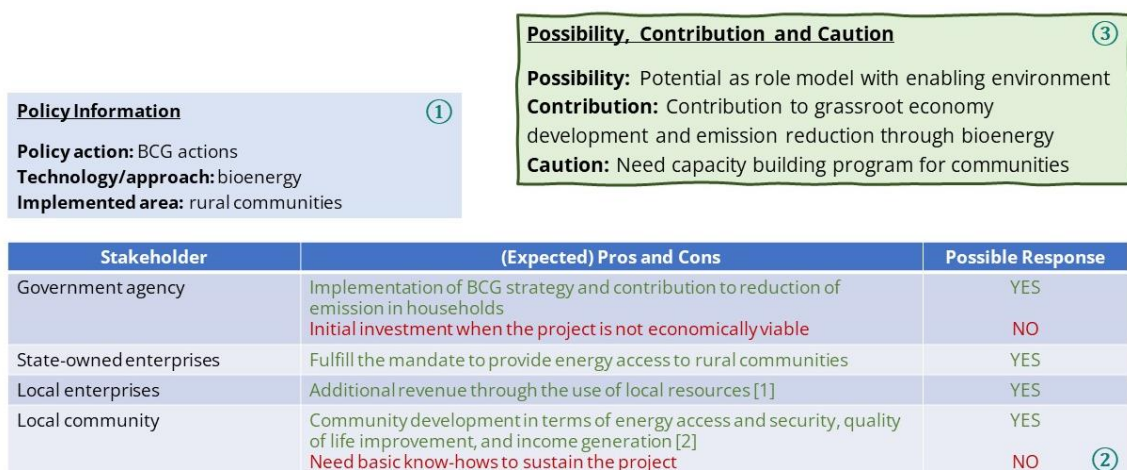 Possibility, Contribution and Caution ③
Possibility: Potential as role model with enabling environment
Contribution: Contribution to grassroot economy
development and emission reduction through bioenergy
Caution: Need capacity building program for communities
Policy Information ①
Policy action: BCG actions
Technology/approach: bioenergy
Implemented area: rural communities
Stakeholder (Expected) Pros and Cons Possible Response
Government agency Implementation of BCG strategy and contribution to reduction of YES
emission in households
Initial investment when the project is not economically viable NO
State-owned enterprises Fulfill the mandate to provide energy access to rural communities YES
Local enterprises Additional revenue through the use of local resources [1] YES
Local community Community development in terms of energy access and security, quality YES
of life improvement, and income generation [2]
Need basic know-hows to sustain the project NO ②